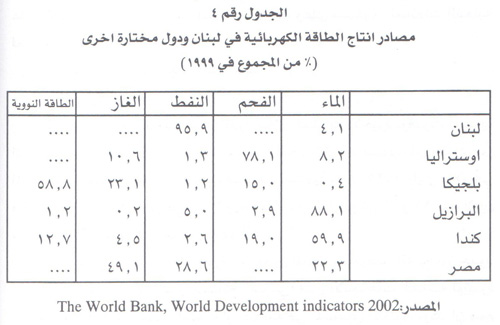 الجدول رقم ٤
مصادر انتاج الطاقة الكهربائية في لبنان ودول مختارة اخرى
(٪ من المجموع في ١٩٩٩)
الماء الفحم النفط الغاز الطاقة النووية
لبنان ٤,١ .... ٩٥,٩ .... ....
اوستراليا ٨,٢ ٧٨,١ ١,٣ ١٠,٦ ....
بلجيكا ٠,٤ ١٥,٠ ١,٢ ٢٣,١ ٥٨,٨
البرازيل ٨٨,١ ٢,٩ ٥,٠ ٠,٢ ١,٢
كندا ٥٩,٩ ١٩,٠ ٢,٦ ٤,٥ ١٢,٧
مصر ٢٢,٣ .... ٢٨,٦ ٤٩,١ ....
المصدر:The World Bank, World Development indicators 2002